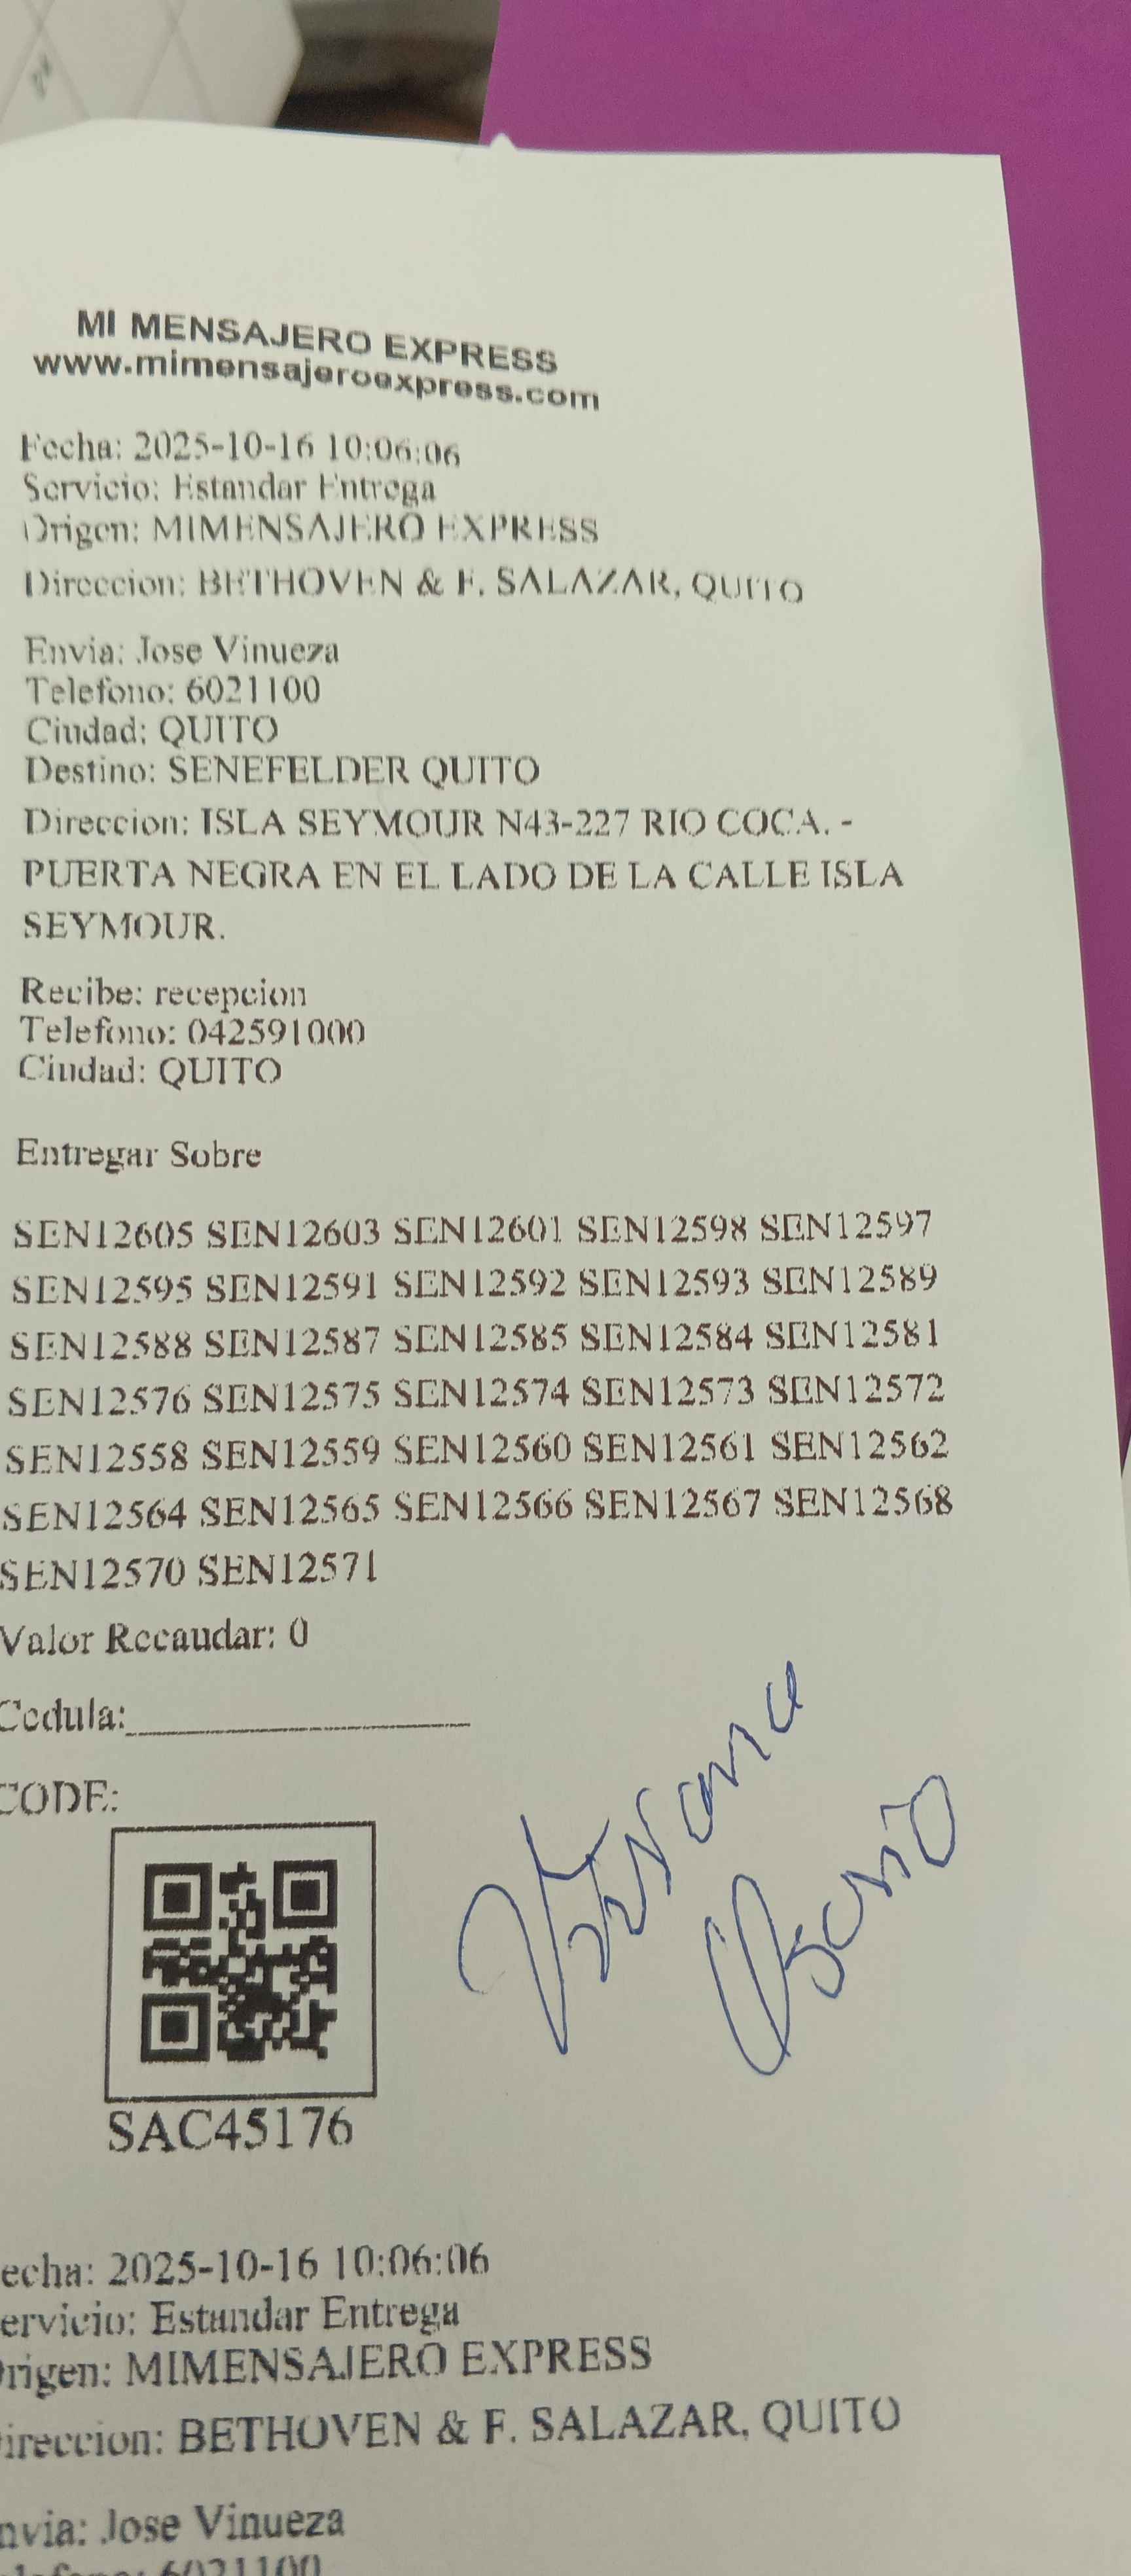 MI MENSAJERO EXPRESS
www.mimensajeroexpress.com
Fecha: 2025-10-16 10:06:06
Servicio: Estandar Entrega
Origen: MIMENSAJERO EXPRESS
Direccion: BETHOVEN & F. SALAZAR, QUITO
Envia: Jose Vinueza
Telefono: 6021100
Ciudad: QUITO
Destino: SENEFELDER QUITO
Direccion: ISLA SEYMOUR N43-227 RIO COCA. -
PUERTA NEGRA EN EL LADO DE LA CALLE ISLA
SEYMOUR.
Recibe: recepcion
Telefono: 042591000
Ciudad: QUITO
Entregar Sobre
SEN12605 SEN12603 SEN12601 SEN12598 SEN12597
SEN12595 SEN12591 SEN12592 SEN12593 SEN12589
SEN12588 SEN12587 SEN12585 SEN12584 SEN12581
SEN12576 SEN12575 SEN12574 SEN12573 SEN12572
SEN12558 SEN12559 SEN12560 SEN12561 SEN12562
SEN12564 SEN12565 SEN12566 SEN12567 SEN12568
SEN12570 SEN12571
Valor Recaudar: 0
Cedula:
CODE:
SAC45176
echa: 2025-10-16 10:06:06
ervicio: Estandar Entrega
rigen: MIMENSAJERO EXPRESS
ireccion: BETHOVEN & F. SALAZAR, QUITO
nvia: Jose Vinueza
6021100